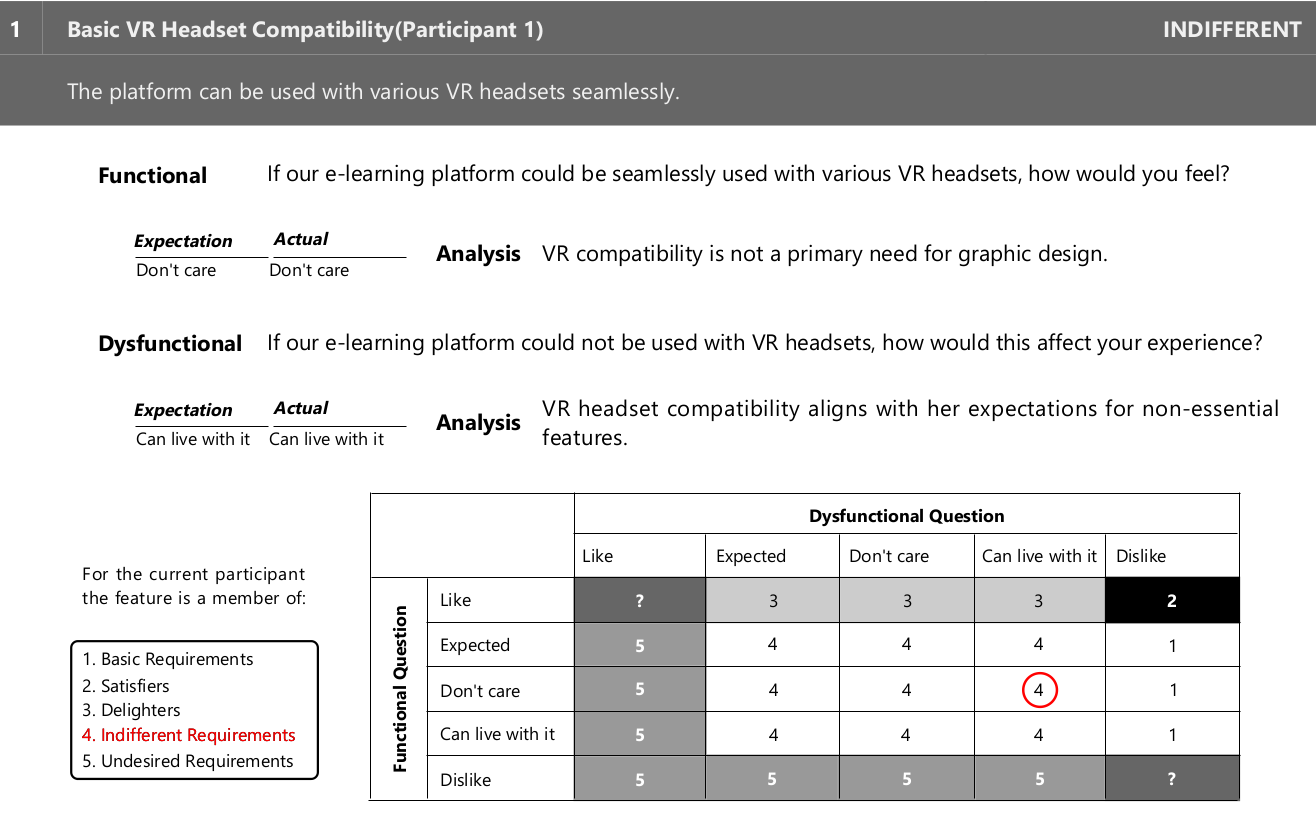 1 Basic VR Headset Compatibility(Participant 1) INDIFFERENT
The platform can be used with various VR headsets seamlessly.
Functional If our e-learning platform could be seamlessly used with various VR headsets, how would you feel?
Expectation Actual
Don't care Don't care
Analysis VR compatibility is not a primary need for graphic design.
Dysfunctional If our e-learning platform could not be used with VR headsets, how would this affect your experience?
Expectation Actual
Can live with it Can live with it
Analysis VR headset compatibility aligns with her expectations for non-essential
features.
For the current participant
the feature is a member of:
1. Basic Requirements
2. Satisfiers
3. Delighters
4. Indifferent Requirements
5. Undesired Requirements
Dysfunctional Question
Like Expected Don't care Can live with it Dislike
Functional Question
Like ? 3 3 3 2
Expected 5 4 4 4 1
Don't care 5 4 4 4 1
Can live with it 5 4 4 4 1
Dislike 5 5 5 5 ?